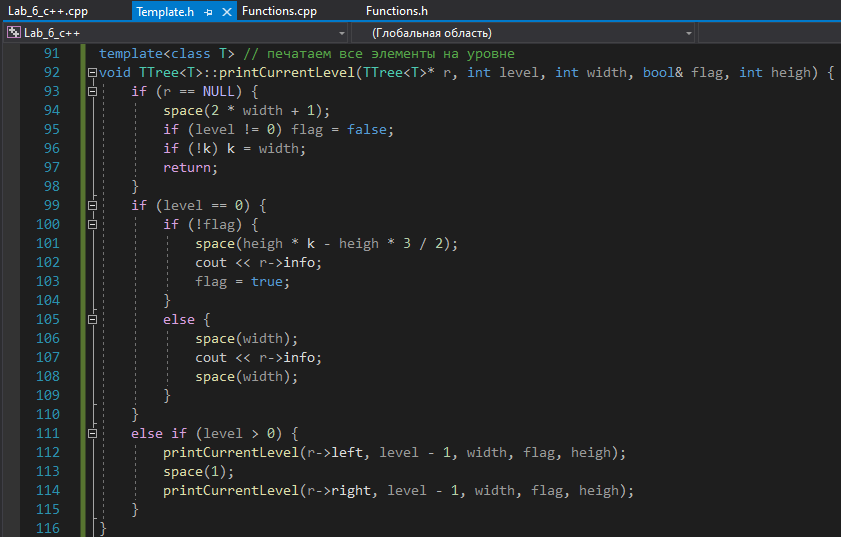 Lab_6_c++.cpp Template.h Functions.cpp Functions.h
Lab_6_c++ (Глобальная область)
91 template<class T> // печатаем все элементы на уровне
92 void TTree<T>::printCurrentLevel(TTree<T>* r, int level, int width, bool& flag, int heigh) {
93 if (r == NULL) {
94 space(2 * width + 1);
95 if (level != 0) flag = false;
96 if (!k) k = width;
97 return;
98 }
99 if (level == 0) {
100 if (!flag) {
101 space(heigh * k - heigh * 3 / 2);
102 cout << r->info;
103 flag = true;
104 }
105 else {
106 space(width);
107 cout << r->info;
108 space(width);
109 }
110 }
111 else if (level > 0) {
112 printCurrentLevel(r->left, level - 1, width, flag, heigh);
113 space(1);
114 printCurrentLevel(r->right, level - 1, width, flag, heigh);
115 }
116 }